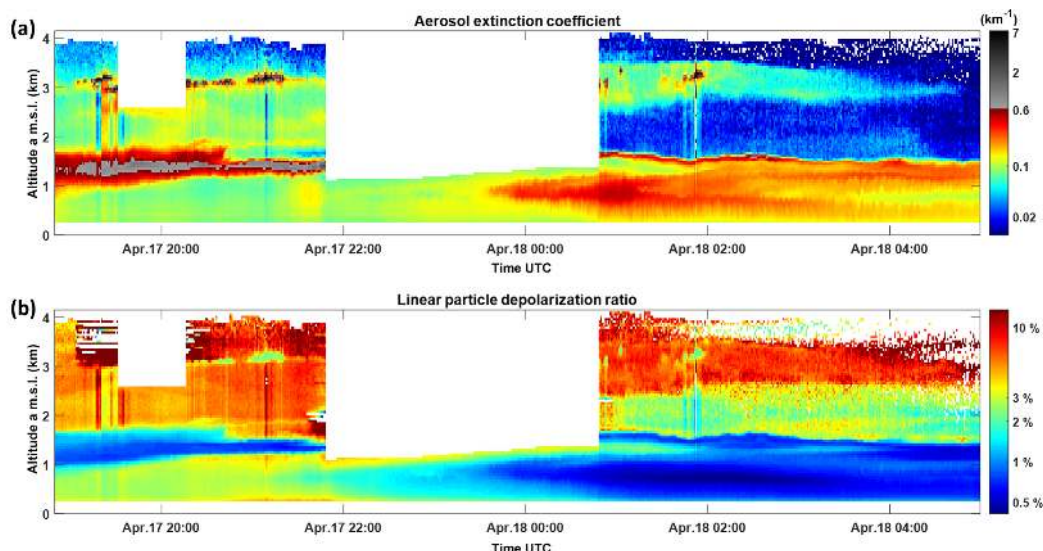 Aerosol extinction coefficient
(km-1)
(a)
Altitude a m.s.l. (km)
4
3
2
1
0
7
2
0.6
0.1
0.02
Apr.17 20:00
Apr.17 22:00
Apr.18 00:00
Apr.18 02:00
Apr.18 04:00
Time UTC
Linear particle depolarization ratio
(b)
Altitude a m.s.l. (km)
4
3
2
1
0
10 %
3 %
2 %
1 %
0.5 %
Apr.17 20:00
Apr.17 22:00
Apr.18 00:00
Apr.18 02:00
Apr.18 04:00
Time UTC